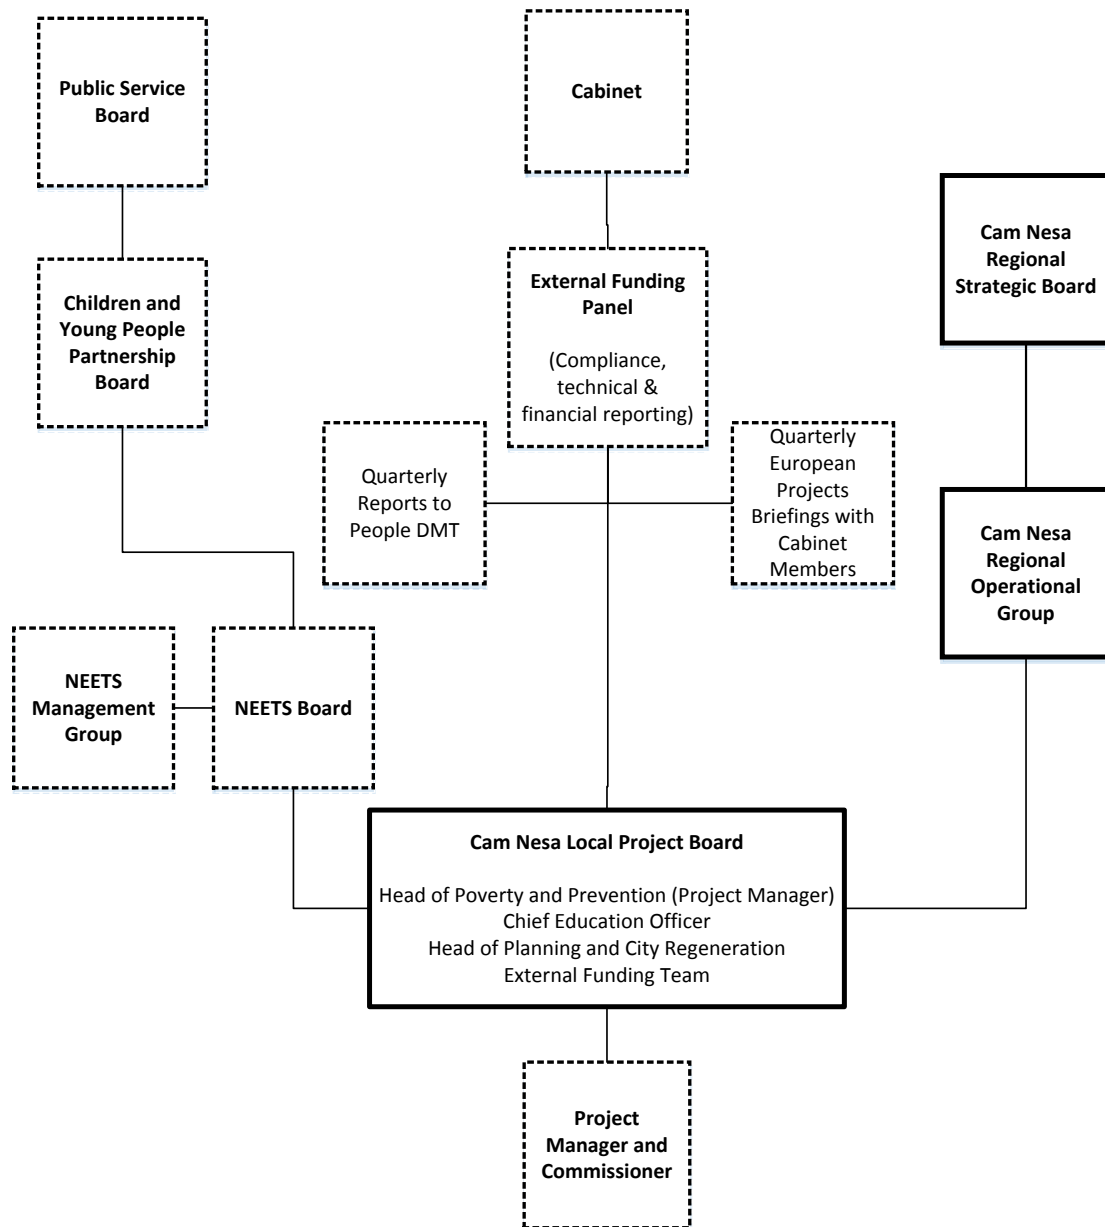 Public Service
Board
Cabinet
Cam Nesa
Regional
Strategic Board
Children and
Young People
Partnership
Board
External Funding
Panel
(Compliance,
technical &
financial reporting)
Quarterly
Reports to
People DMT
Quarterly
European
Projects
Briefings with
Cabinet
Members
Cam Nesa
Regional
Operational
Group
NEETS
Management
Group
NEETS Board
Cam Nesa Local Project Board
Head of Poverty and Prevention (Project Manager)
Chief Education Officer
Head of Planning and City Regeneration
External Funding Team
Project
Manager and
Commissioner